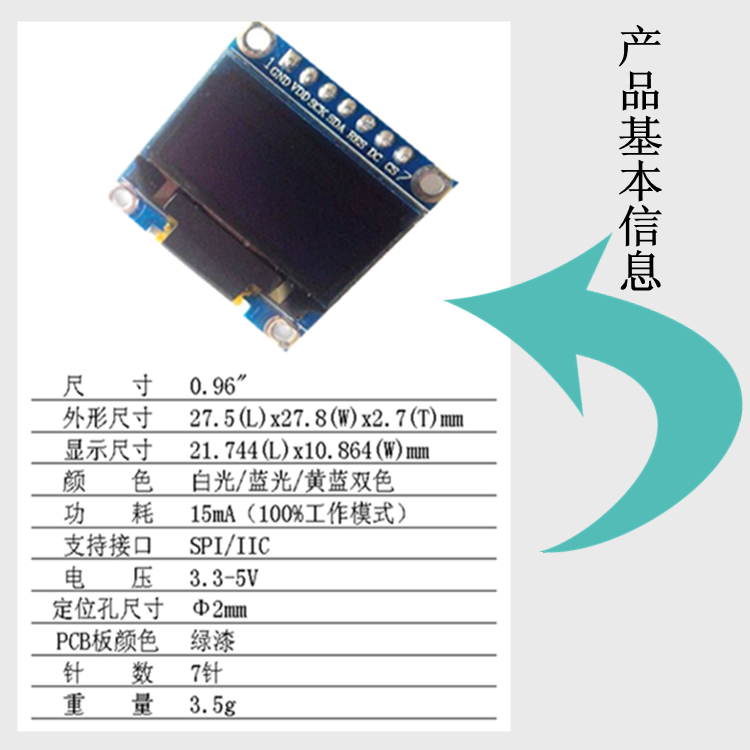 产品基本信息
1 GND VDD SCK SDA RES DC CS 7
尺 寸 0.96"
外形尺寸 27.5(L)x27.8(W)x2.7(T)mm
显示尺寸 21.744(L)x10.864(W)mm
颜 色 白光/蓝光/黄蓝双色
功 耗 15mA（100%工作模式）
支持接口 SPI/IIC
电 压 3.3-5V
定位孔尺寸 Φ2mm
PCB板颜色 绿漆
针 数 7针
重 量 3.5g